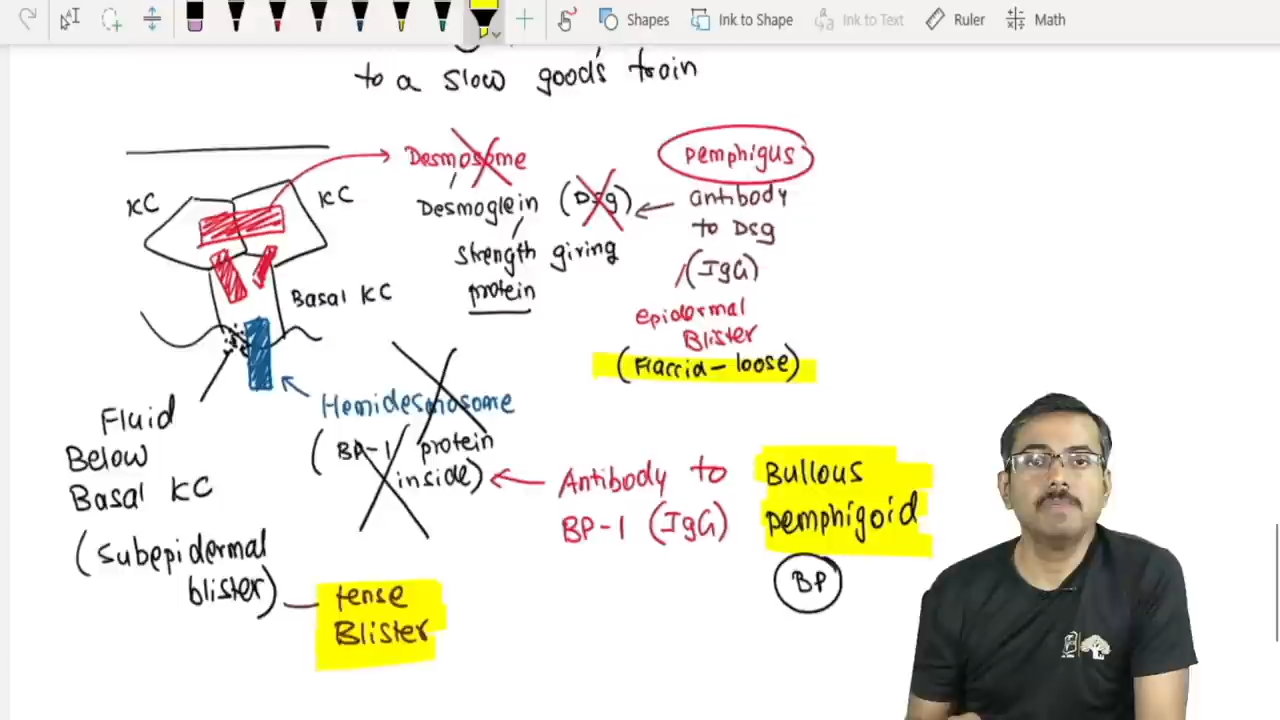 Shapes
Ink to Shape
Ink to Text
Ruler
Math
to a slow good's train
KC
KC
Desmosome
Desmoglein (Dsg)
strength giving
protein
Pemphigus
antibody
to Dsg
(IgG)
epidermal
Blister
(Flaccid – loose)
Basal KC
Hemidesmosome
(BP-1 protein
inside)
Antibody to
BP-1 (IgG)
Bullous
pemphigoid
BP
Fluid
Below
Basal KC
(subepidermal
blister)
tense
Blister